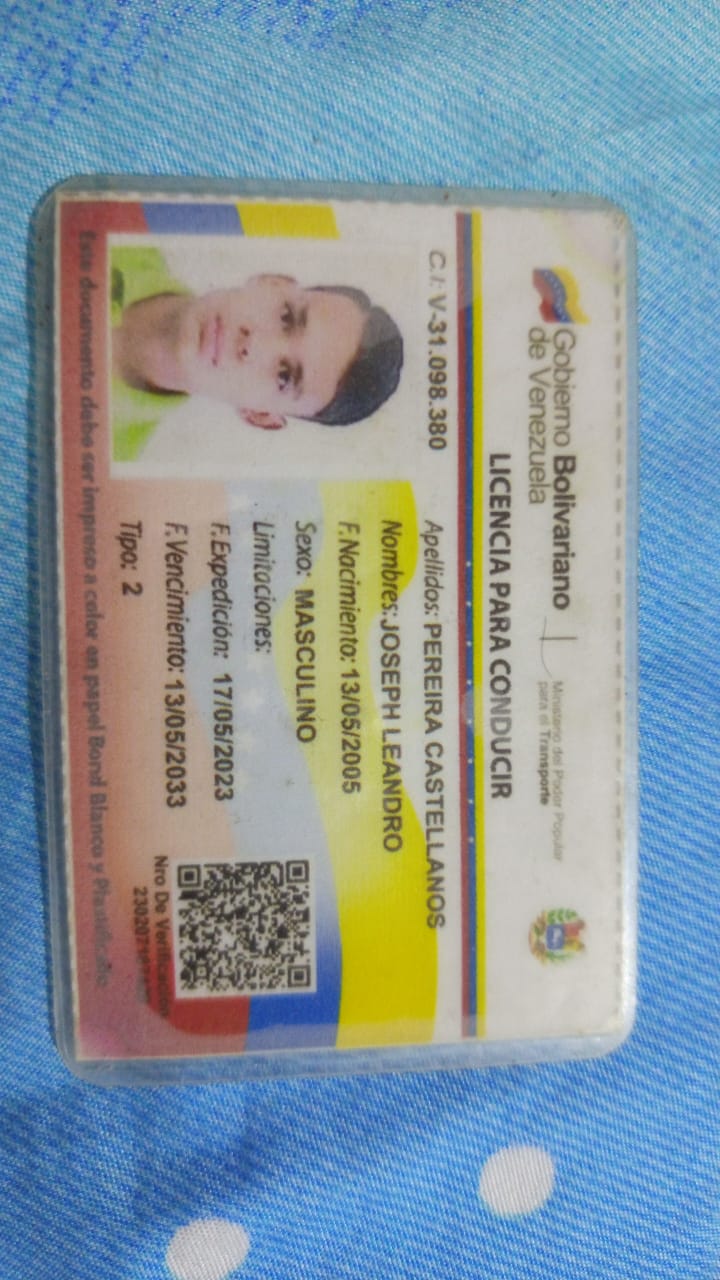 Gobierno Bolivariano
de Venezuela
Ministerio del Poder Popular
para el Transporte
LICENCIA PARA CONDUCIR
C.I: V-31.098.380
Apellidos: PEREIRA CASTELLANOS
Nombres: JOSEPH LEANDRO
F.Nacimiento: 13/05/2005
Sexo: MASCULINO
Limitaciones:
F.Expedición: 17/05/2023
F.Vencimiento: 13/05/2033
Tipo: 2
Nro De Verificación
Este documento debe ser impreso a color en papel Bond Blanco y Plastificado